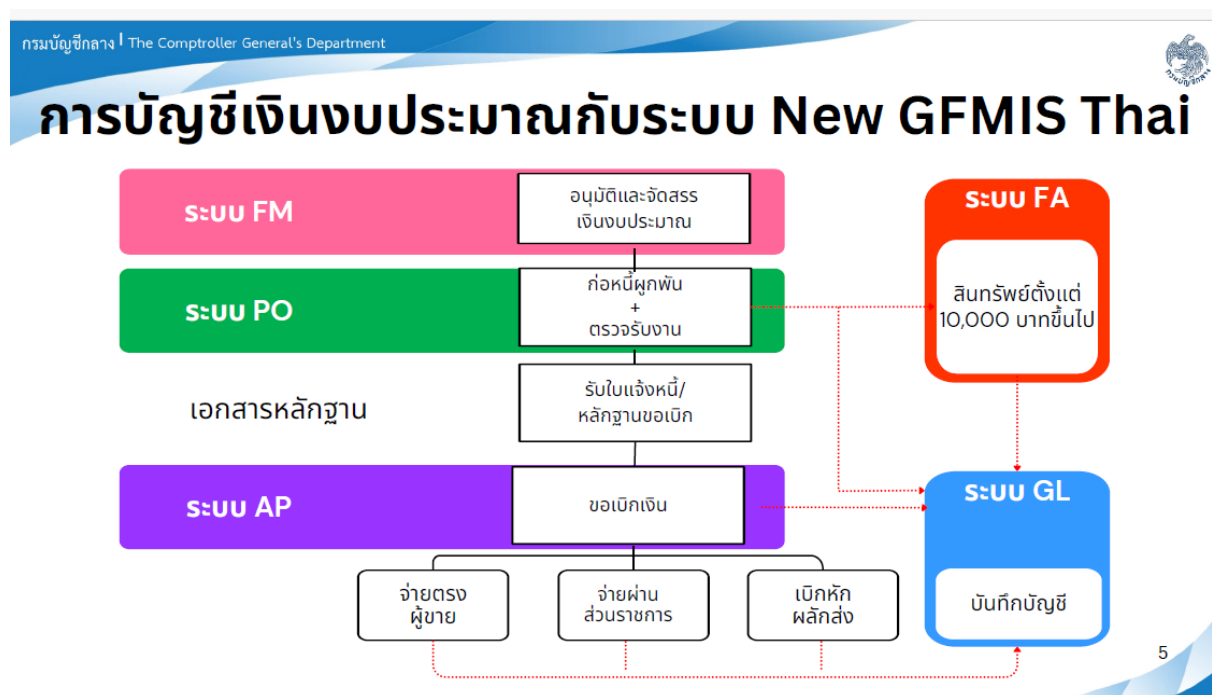 กรมบัญชีกลาง | The Comptroller General's Department
กรมบัญชีกลาง
การบัญชีเงินงบประมาณกับระบบ New GFMIS Thai
ระบบ FM
อนุมัติและจัดสรร
เงินงบประมาณ
ระบบ FA
สินทรัพย์ตั้งแต่
10,000 บาทขึ้นไป
ระบบ PO
ก่อหนี้ผูกพัน
+
ตรวจรับงาน
เอกสารหลักฐาน
รับใบแจ้งหนี้/
หลักฐานขอเบิก
ระบบ AP
ขอเบิกเงิน
ระบบ GL
บันทึกบัญชี
จ่ายตรง
ผู้ขาย
จ่ายผ่าน
ส่วนราชการ
เบิกหัก
ผลักส่ง
5